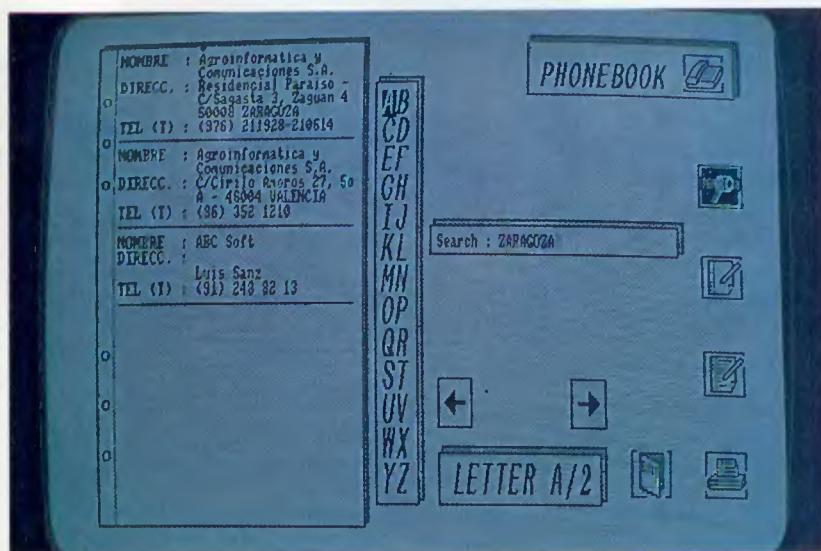 NOMBRE : Agroinformatica y
Comunicaciones S.A.
DIRECC. : Residencial Paraiso -
C/Sagasta 3, Zaguan 4
50008 ZARAGOZA
TEL (T) : (976) 211928-210614
NOMBRE : Agroinformatica y
Comunicaciones S.A.
DIRECC. : C/Cirilo Amoros 27, 5o
A - 46004 VALENCIA
TEL (T) : (96) 352 1210
NOMBRE : ABC Soft
DIRECC. :
Luis Sanz
TEL (T) : (91) 248 82 13
AB
CD
EF
GH
IJ
KL
MN
OP
QR
ST
UV
WX
YZ
PHONEBOOK
Search : ZARAGOZA
LETTER A/2